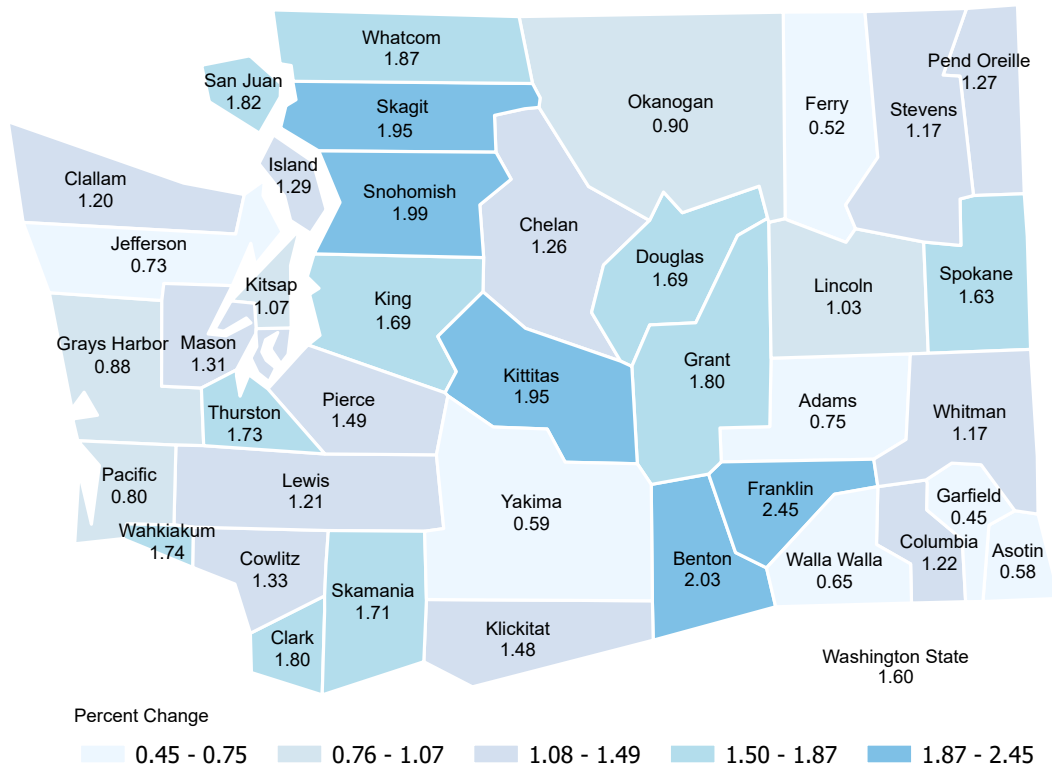 Whatcom
1.87
San Juan
1.82
Skagit
1.95
Okanogan
0.90
Ferry
0.52
Stevens
1.17
Pend Oreille
1.27
Clallam
1.20
Island
1.29
Snohomish
1.99
Chelan
1.26
Jefferson
0.73
Kitsap
1.07
King
1.69
Douglas
1.69
Lincoln
1.03
Spokane
1.63
Grays Harbor
0.88
Mason
1.31
Kittitas
1.95
Grant
1.80
Thurston
1.73
Pierce
1.49
Adams
0.75
Whitman
1.17
Pacific
0.80
Lewis
1.21
Yakima
0.59
Franklin
2.45
Garfield
0.45
Wahkiakum
1.74
Cowlitz
1.33
Skamania
1.71
Benton
2.03
Walla Walla
0.65
Columbia
1.22
Asotin
0.58
Clark
1.80
Klickitat
1.48
Washington State
1.60
Percent Change
0.45 - 0.75
0.76 - 1.07
1.08 - 1.49
1.50 - 1.87
1.87 - 2.45